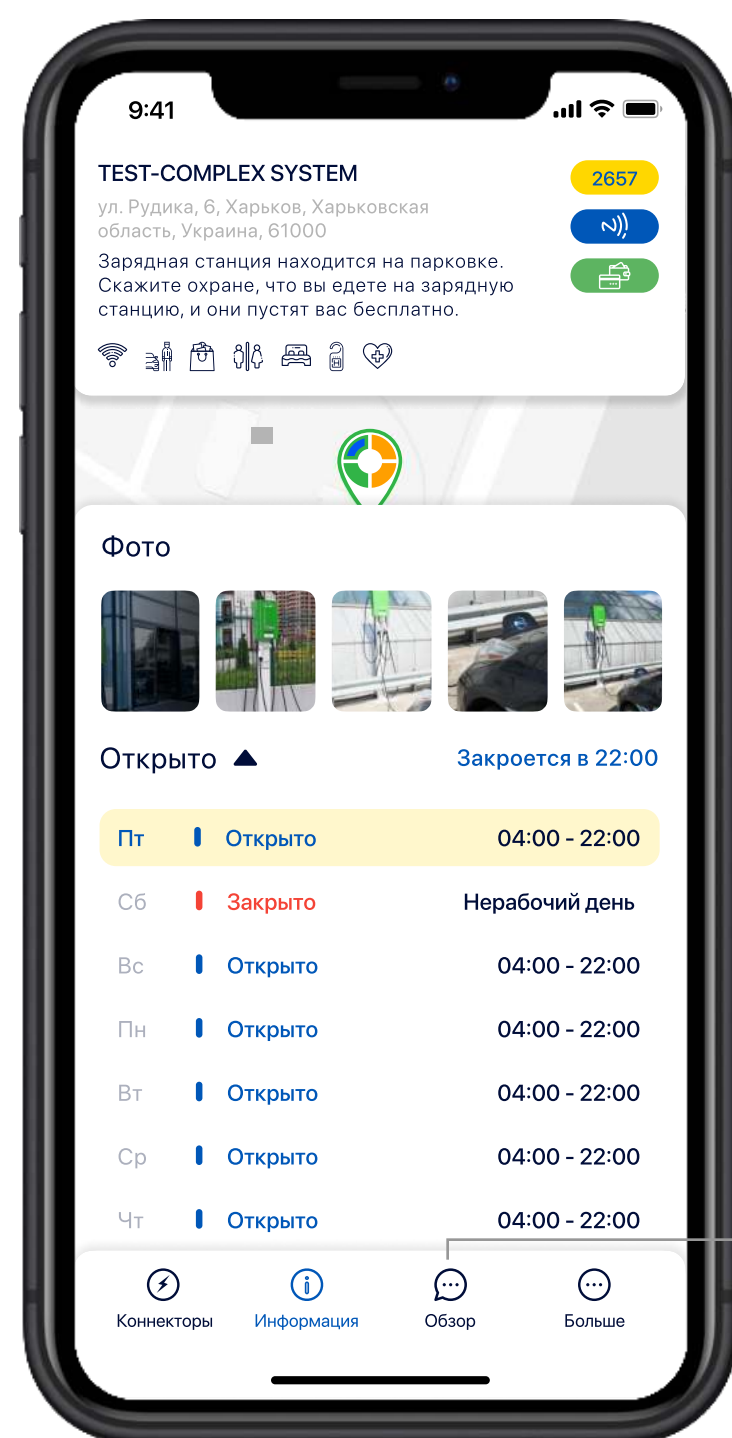 9:41
TEST-COMPLEX SYSTEM
2657
ул. Рудика, 6, Харьков, Харьковская
область, Украина, 61000
Зарядная станция находится на парковке.
Скажите охране, что вы едете на зарядную
станцию, и они пустят вас бесплатно.
Фото
Открыто Закроется в 22:00
Пт Открыто 04:00 - 22:00
Сб Закрыто Нерабочий день
Вс Открыто 04:00 - 22:00
Пн Открыто 04:00 - 22:00
Вт Открыто 04:00 - 22:00
Ср Открыто 04:00 - 22:00
Чт Открыто 04:00 - 22:00
Коннекторы Информация Обзор Больше